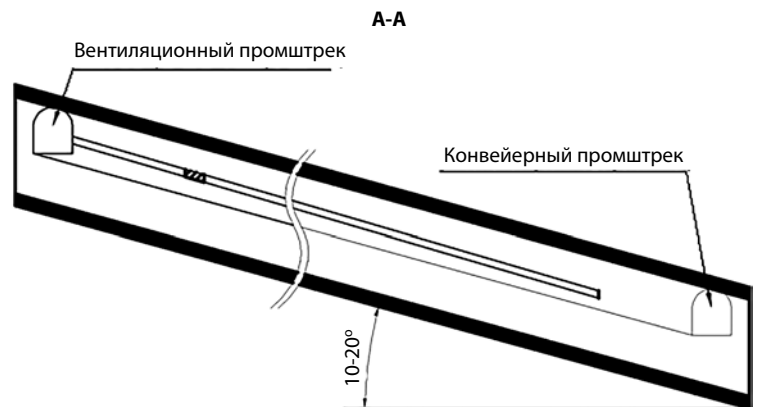 А-А
Вентиляционный промштрек
Конвейерный промштрек
10-20°